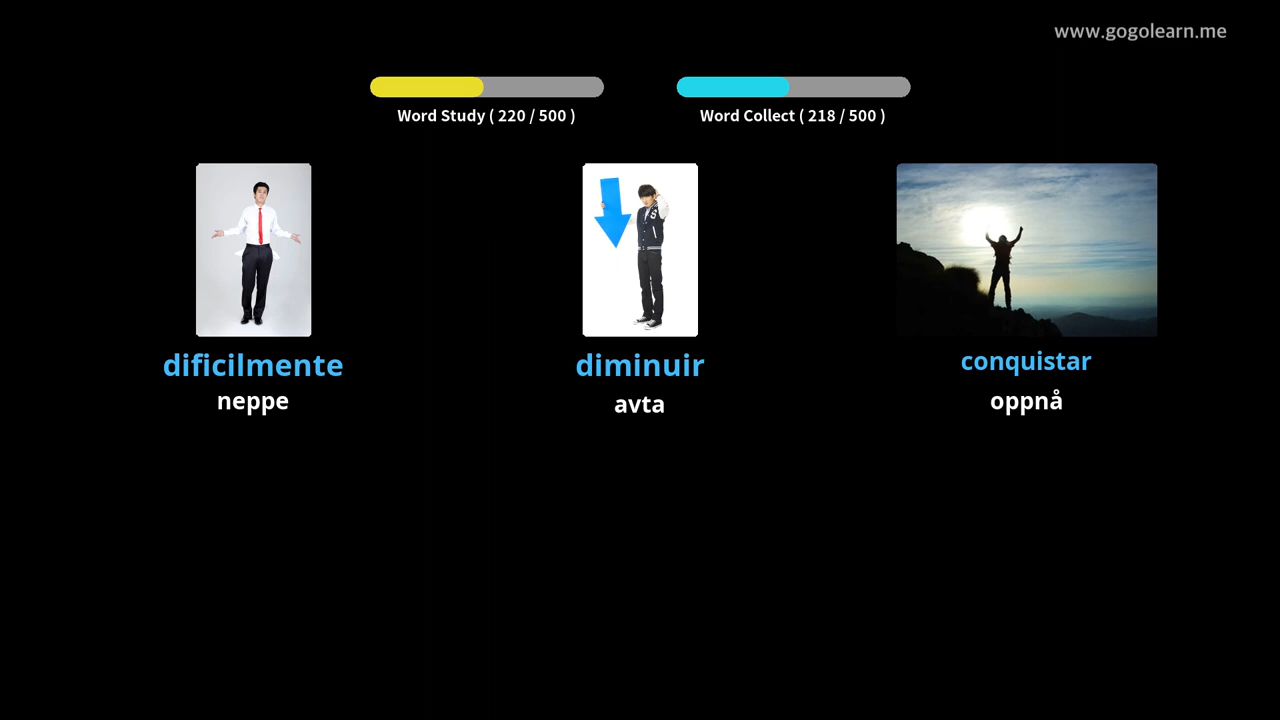 www.gogolearn.me
Word Study ( 220 / 500 )
Word Collect ( 218 / 500 )
dificilmente
neppe
diminuir
avta
conquistar
oppnå
S